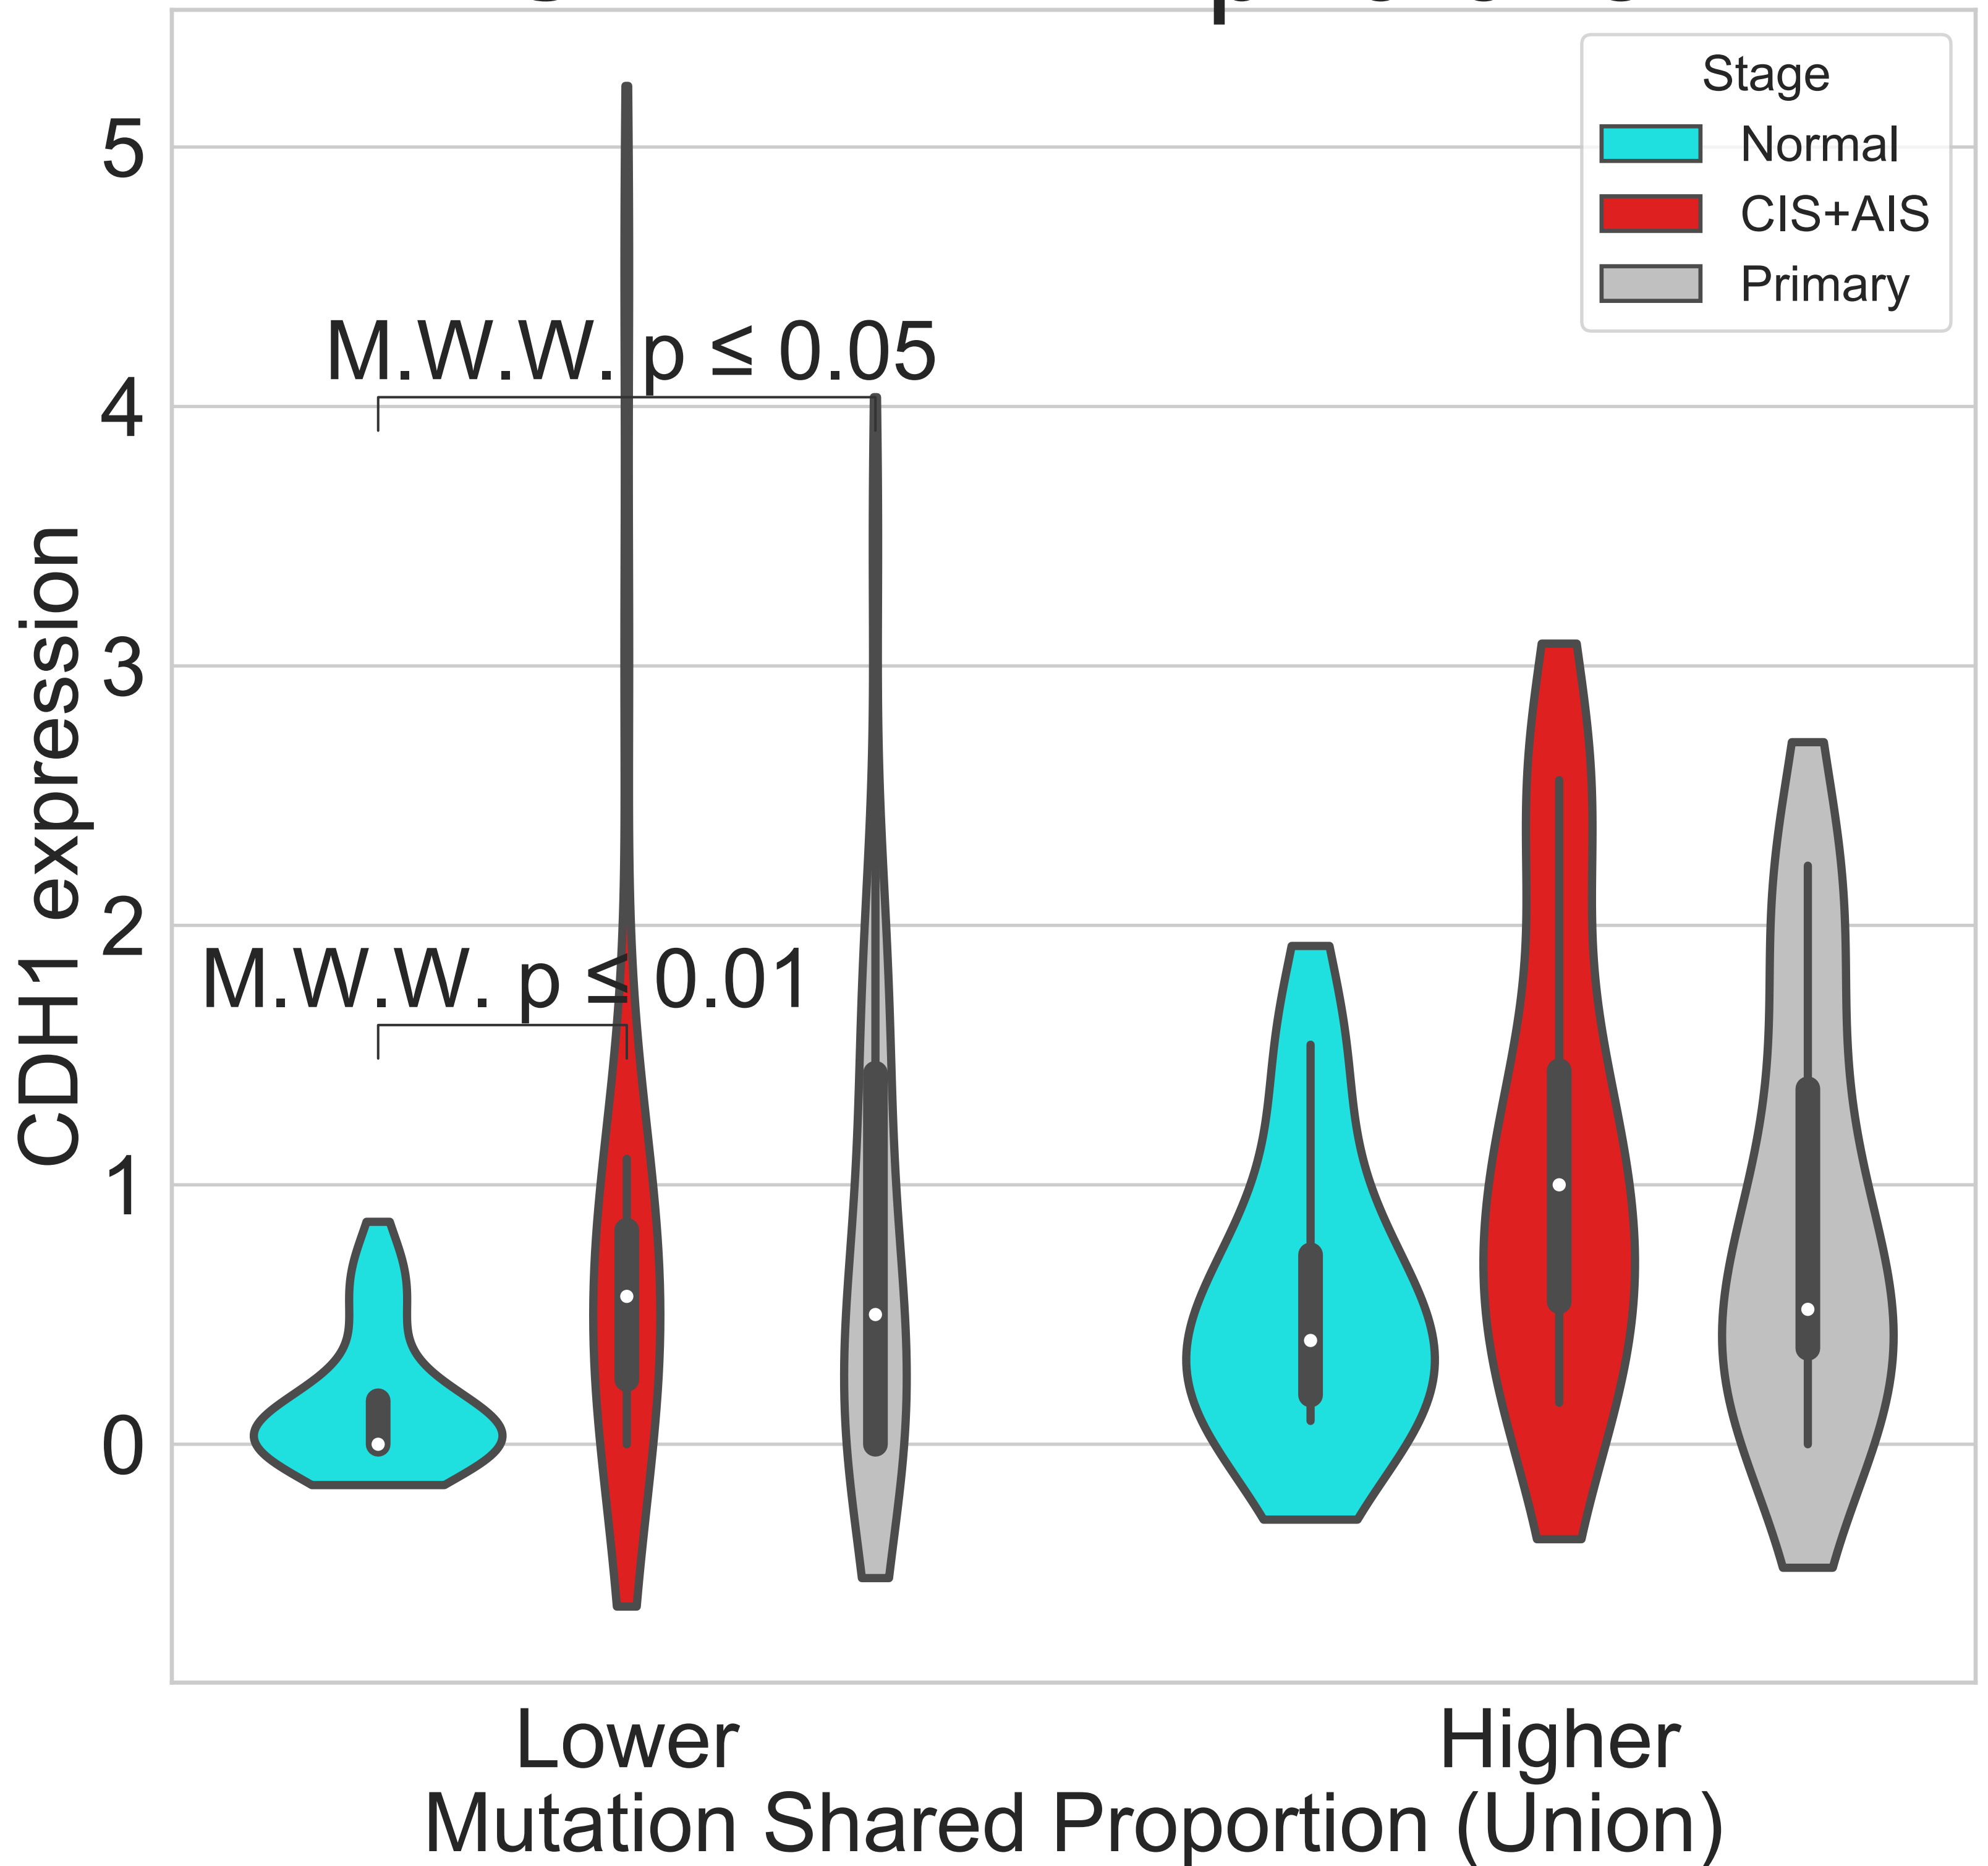 Stage
Normal
CIS+AIS
Primary
5
4
3
2
1
0
CDH1 expression
M.W.W. p ≤ 0.05
M.W.W. p ≤ 0.01
Lower
Higher
Mutation Shared Proportion (Union)